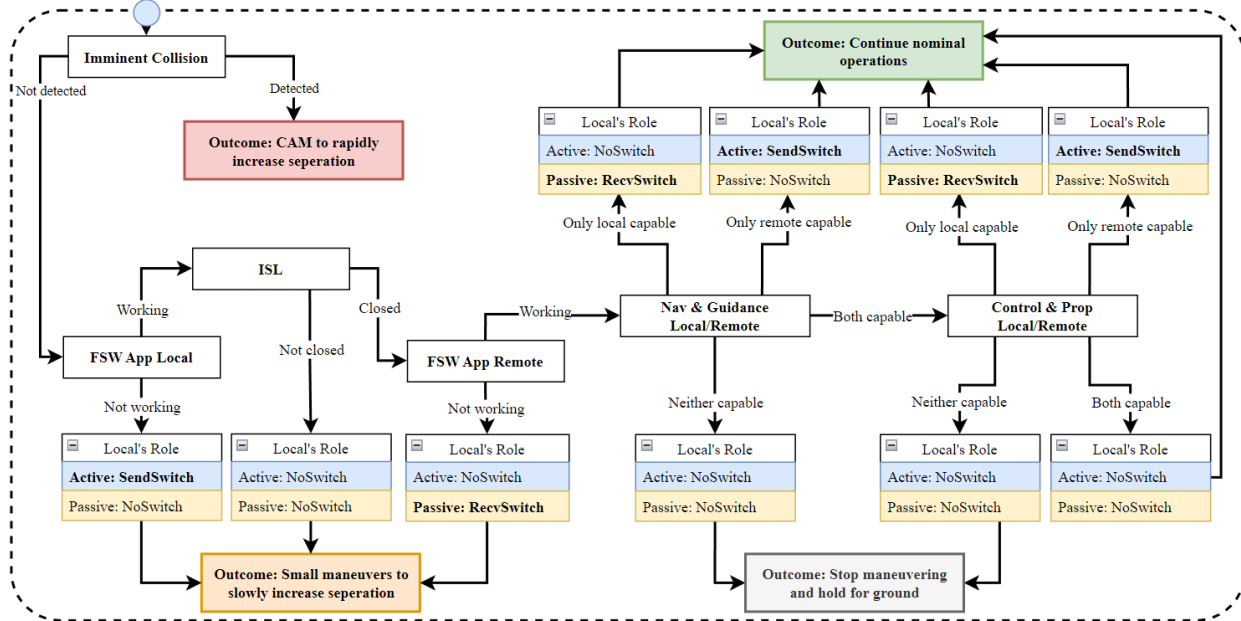 Imminent Collision
Not detected
Detected
Outcome: CAM to rapidly
increase seperation
Outcome: Continue nominal
operations
Local's Role
Active: NoSwitch
Passive: RecvSwitch
Local's Role
Active: SendSwitch
Passive: NoSwitch
Local's Role
Active: NoSwitch
Passive: RecvSwitch
Local's Role
Active: SendSwitch
Passive: NoSwitch
Only local capable
Only remote capable
Only local capable
Only remote capable
ISL
Working
Closed
Not closed
Working
Nav & Guidance
Local/Remote
Both capable
Control & Prop
Local/Remote
FSW App Local
FSW App Remote
Not working
Not working
Neither capable
Neither capable
Both capable
Local's Role
Active: SendSwitch
Passive: NoSwitch
Local's Role
Active: NoSwitch
Passive: NoSwitch
Local's Role
Active: NoSwitch
Passive: RecvSwitch
Local's Role
Active: NoSwitch
Passive: NoSwitch
Local's Role
Active: NoSwitch
Passive: NoSwitch
Local's Role
Active: NoSwitch
Passive: NoSwitch
Outcome: Small maneuvers to
slowly increase seperation
Outcome: Stop maneuvering
and hold for ground